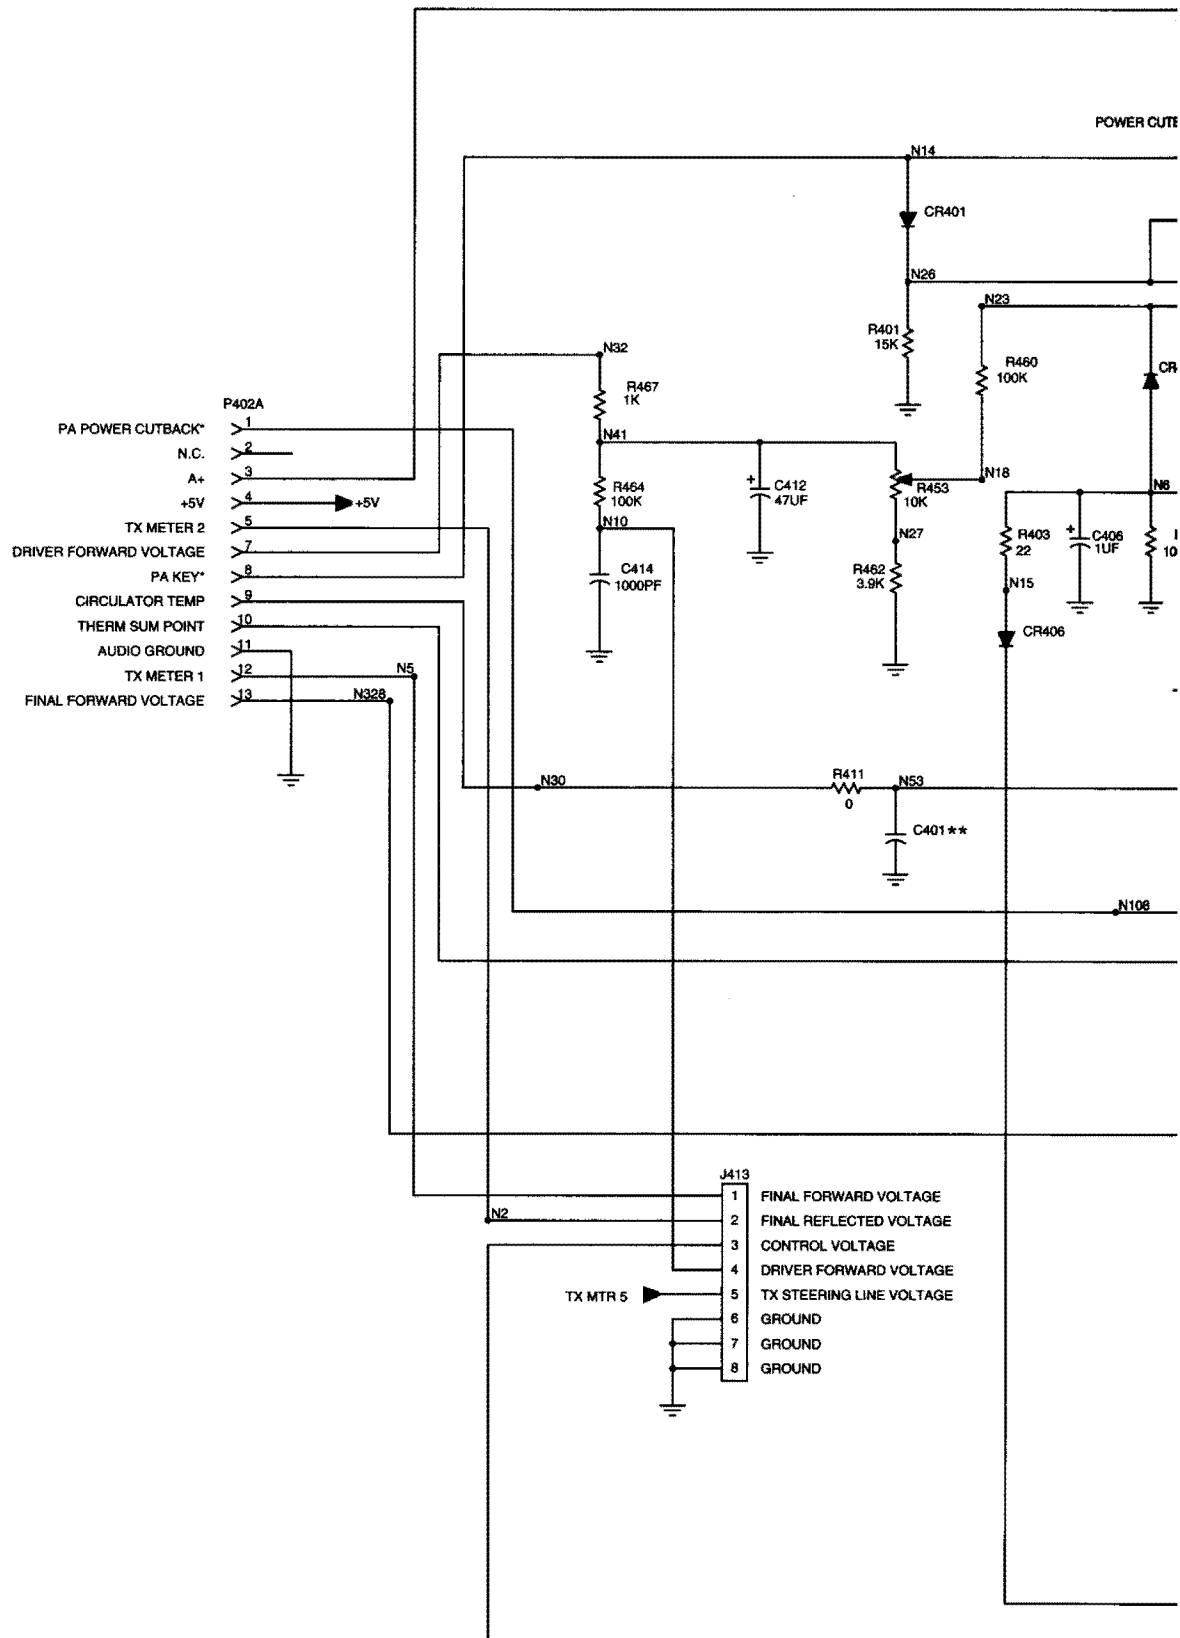 POWER CUTB
N14
CR401
N26
N23
R401
15K
R460
100K
CR4
N32
R467
1K
P402A
PA POWER CUTBACK* 1
N.C. 2
A+ 3
+5V 4 +5V
TX METER 2 5
DRIVER FORWARD VOLTAGE 7
PA KEY* 8
CIRCULATOR TEMP 9
THERM SUM POINT 10
AUDIO GROUND 11
TX METER 1 12
FINAL FORWARD VOLTAGE 13
N41
R464
100K
C412
47UF
N18
R453
10K
N6
N10
N27
R403
22
C406
1UF
10
C414
1000PF
R462
3.9K
N15
CR406
N5
N328
N30
R411
0
N53
C401**
N108
J413
1 FINAL FORWARD VOLTAGE
N2
2 FINAL REFLECTED VOLTAGE
3 CONTROL VOLTAGE
4 DRIVER FORWARD VOLTAGE
TX MTR 5 5 TX STEERING LINE VOLTAGE
6 GROUND
7 GROUND
8 GROUND